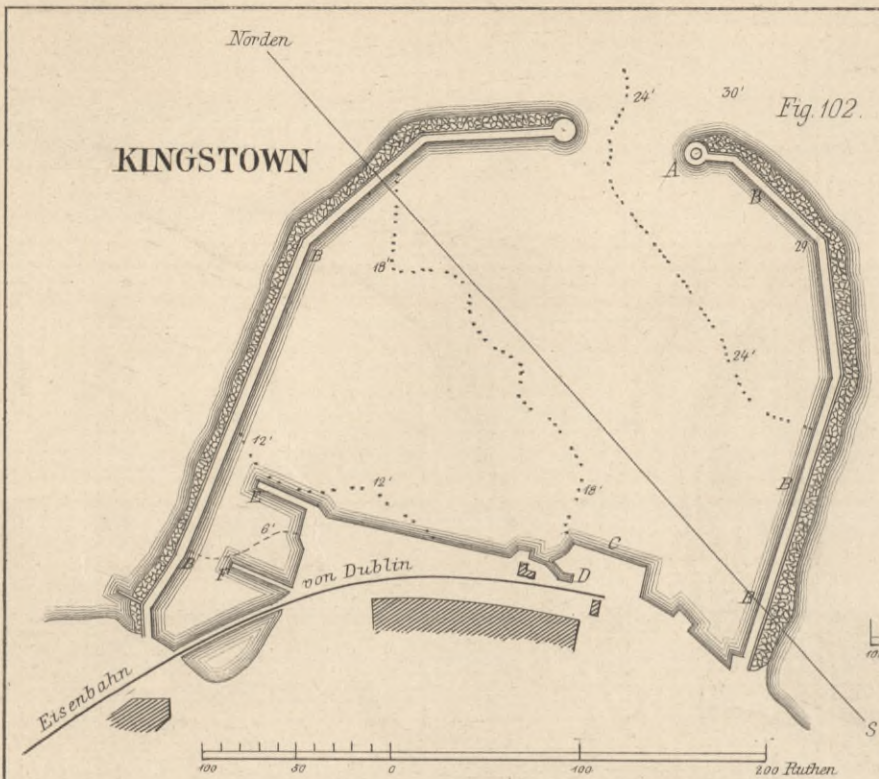 Norden
24'
30'
Fig. 102.
KINGSTOWN
A
B
29
B
18'
24'
12'
12'
E
18'
B
6'
B
F
C
D
von Dublin
B
Eisenbahn
S
100 50 0 100 200 Ruthen